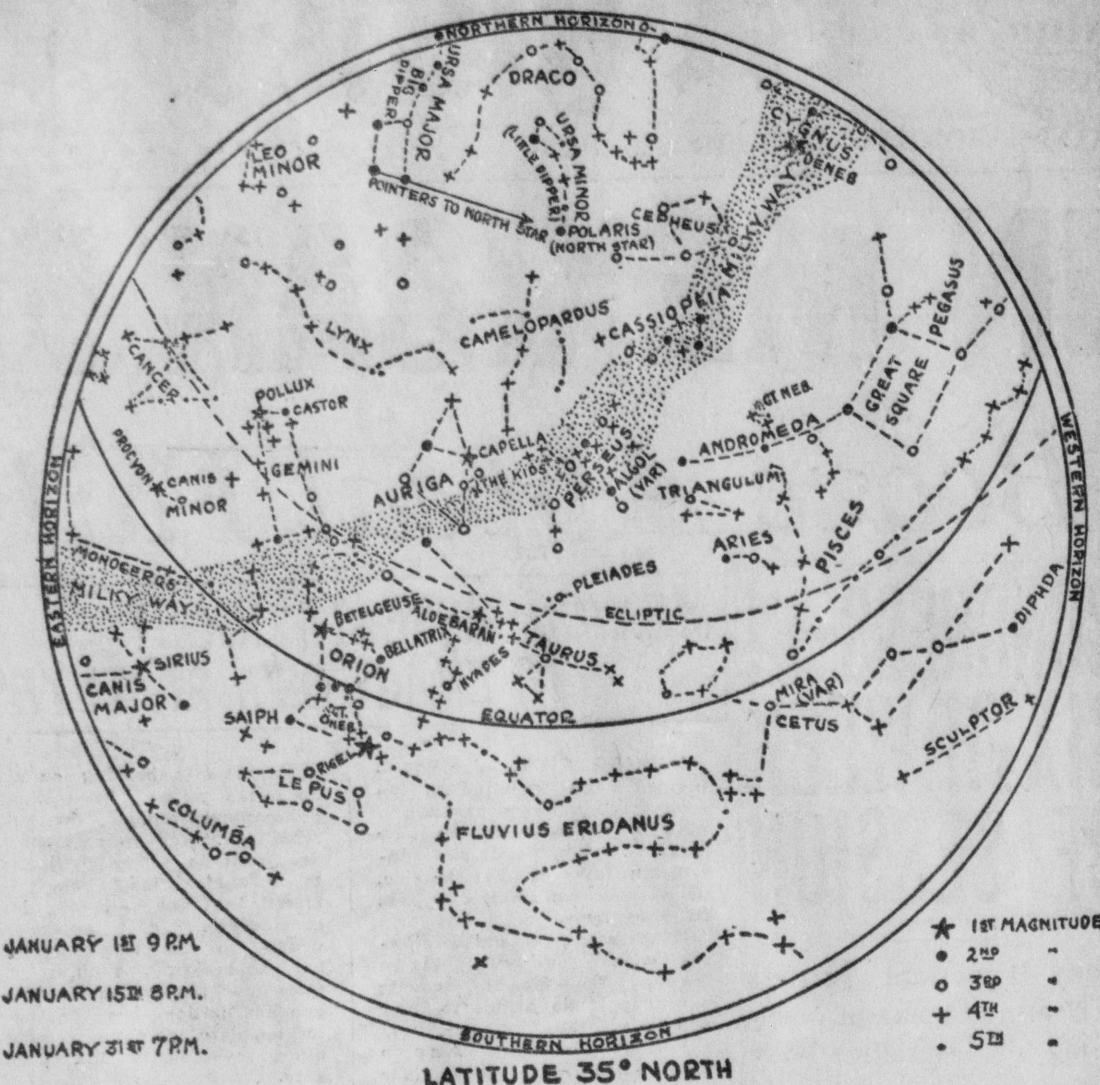 NORTHERN HORIZON
URSA MAJOR
BIG DIPPER
DRACO
CYGNUS
DENEB
LEO
MINOR
URSA MINOR
(LITLE DIPPER)
POINTERS TO NORTH STAR
POLARIS
(NORTH STAR)
CEPHEUS
MILKY WAY
LYNX
CAMELOPARDUS
CASSIOPEIA
PEGASUS
GREAT
SQUARE
CANCER
POLLUX
CASTOR
GT. NEB.
ANDROMEDA
CAPELLA
THE KIDS
PERSEUS
ALGOL
(VAR)
GEMINI
AURIGA
TRIANGULUM
PROCYON
CANIS
MINOR
ARIES
PISCES
EASTERN HORIZON
WESTERN HORIZON
MONOCEROS
MILKY WAY
PLEIADES
ECLIPTIC
DIPHDA
BETELGEUSE
ALDEBARAN
BELLATRIX
TAURUS
HYADES
ORION
SIRIUS
CANIS
MAJOR
MIRA
(VAR)
CETUS
SAIPH
GT.
NEB.
EQUATOR
SCULPTOR
RIGEL
LEPUS
COLUMBA
FLUVIUS ERIDANUS
JANUARY 1ST 9 P.M.
JANUARY 15TH 8 P.M.
JANUARY 31ST 7 P.M.
1ST MAGNITUDE
2ND "
3RD "
4TH "
5TH "
SOUTHERN HORIZON
LATITUDE 35° NORTH